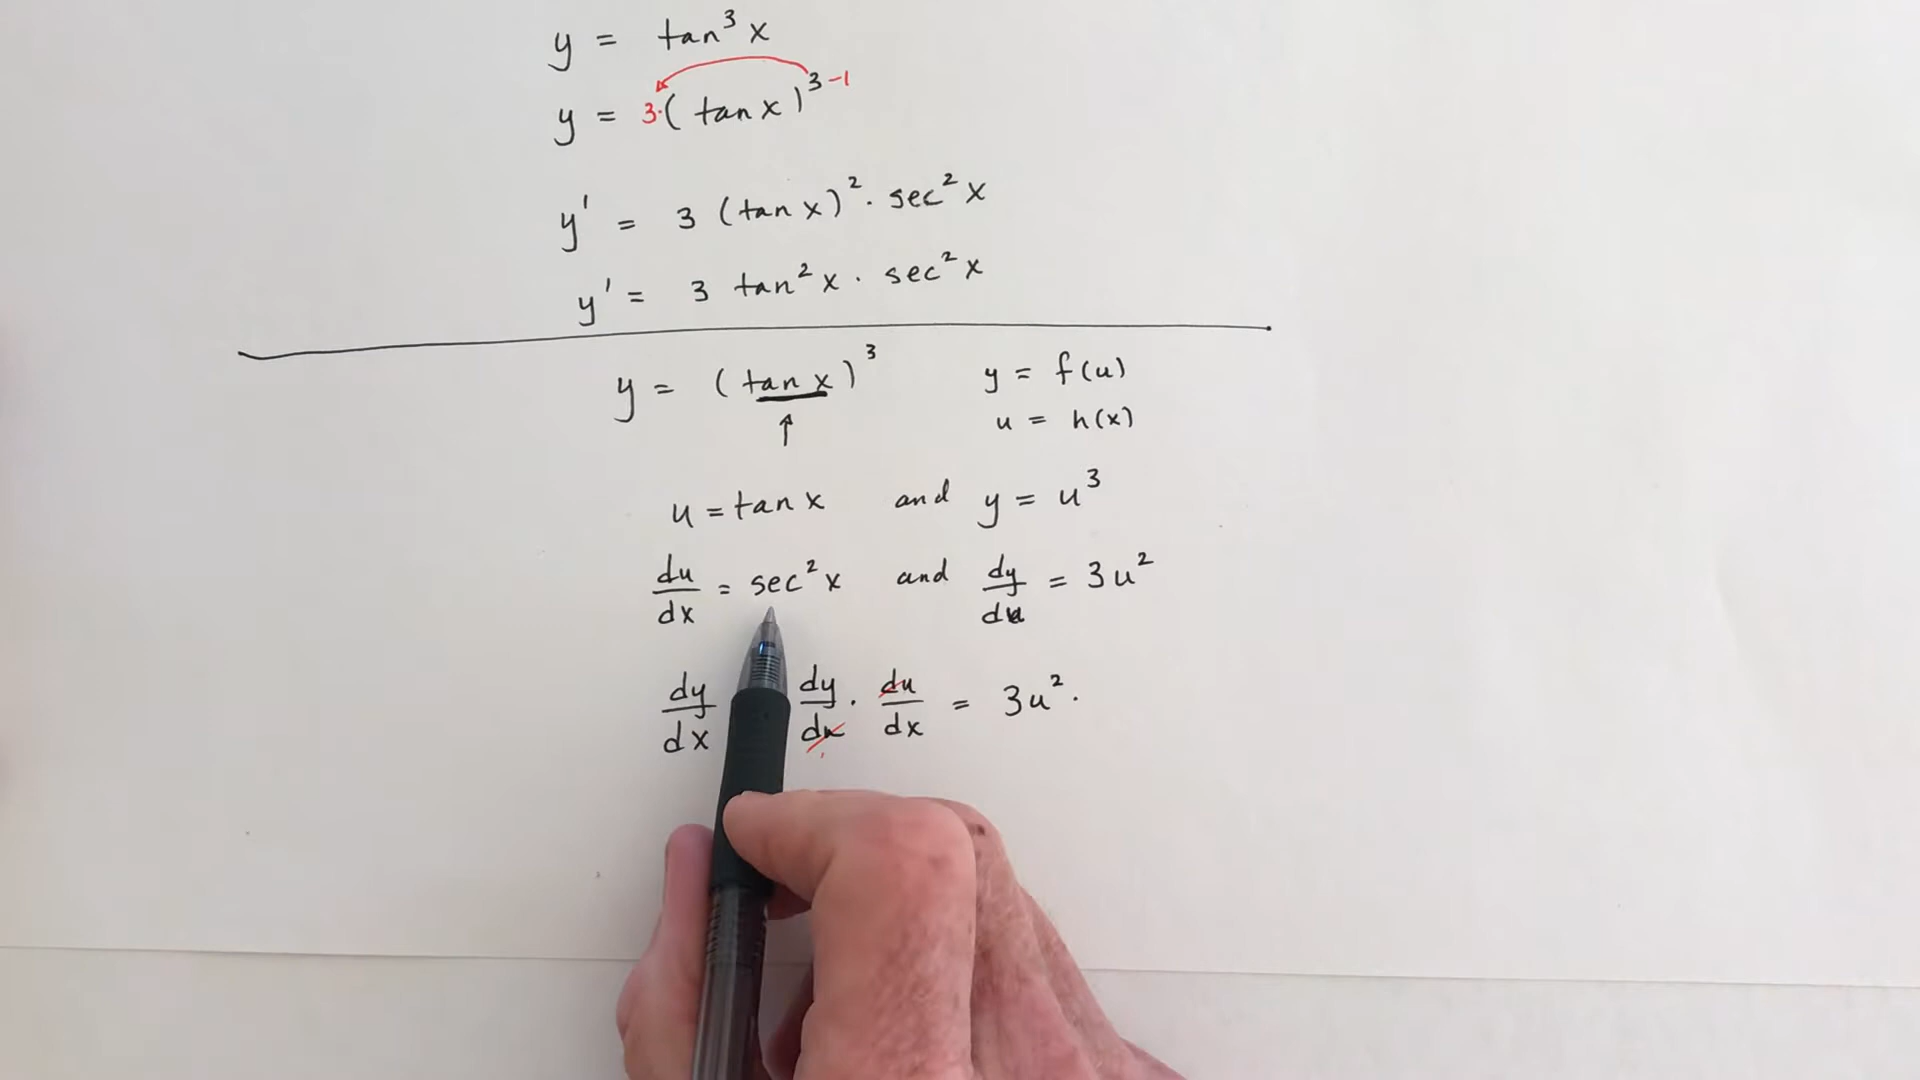 y = tan³ x
y = 3·( tan x )³⁻¹
y' = 3 (tan x)² · sec² x
y' = 3 tan² x · sec² x
y = ( tan x )³ y = f(u)
↑ u = h(x)
u = tan x and y = u³
du/dx = sec² x and dy/du = 3u²
dy/dx dy/du · du/dx = 3u² ·